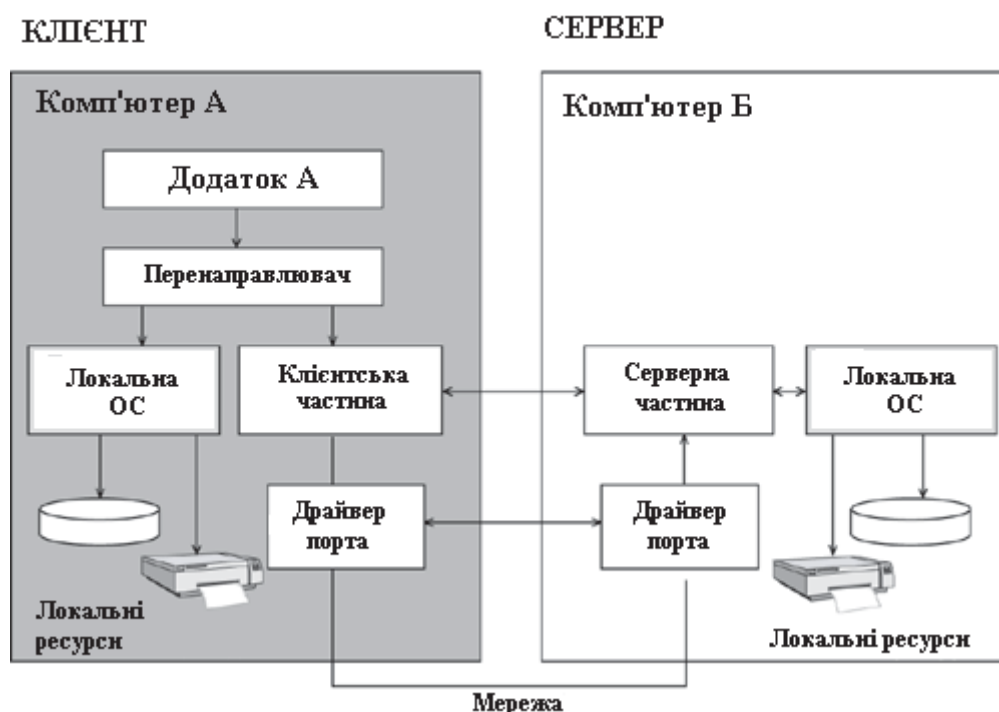 КЛІЄНТ
СЕРВЕР
Комп'ютер А
Додаток А
Перенаправлювач
Локальна
ОС
Клієнтська
частина
Драйвер
порта
Локальні
ресурси
Комп'ютер Б
Серверна
частина
Локальна
ОС
Драйвер
порта
Локальні ресурси
Мережа